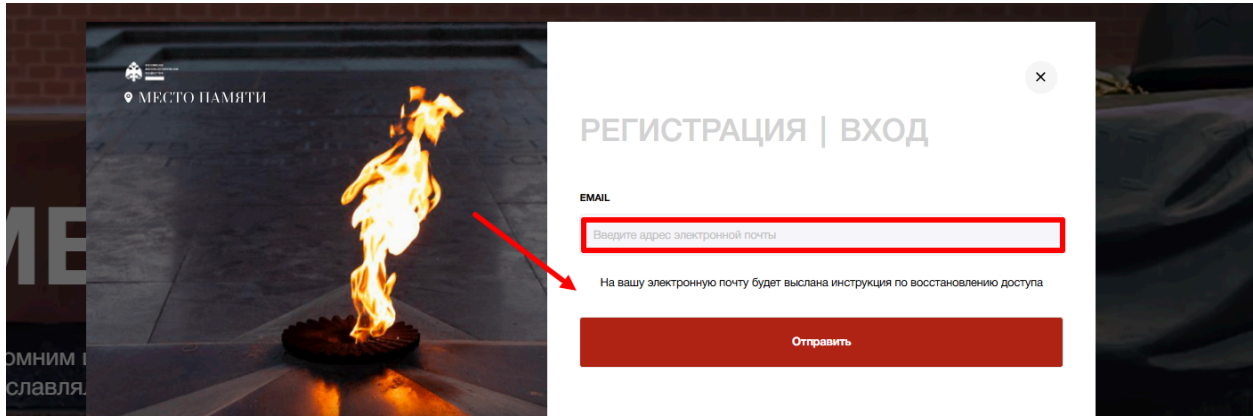 МЕСТО ПАМЯТИ
РЕГИСТРАЦИЯ | ВХОД
EMAIL
Введите адрес электронной почты
На вашу электронную почту будет выслана инструкция по восстановлению доступа
Отправить